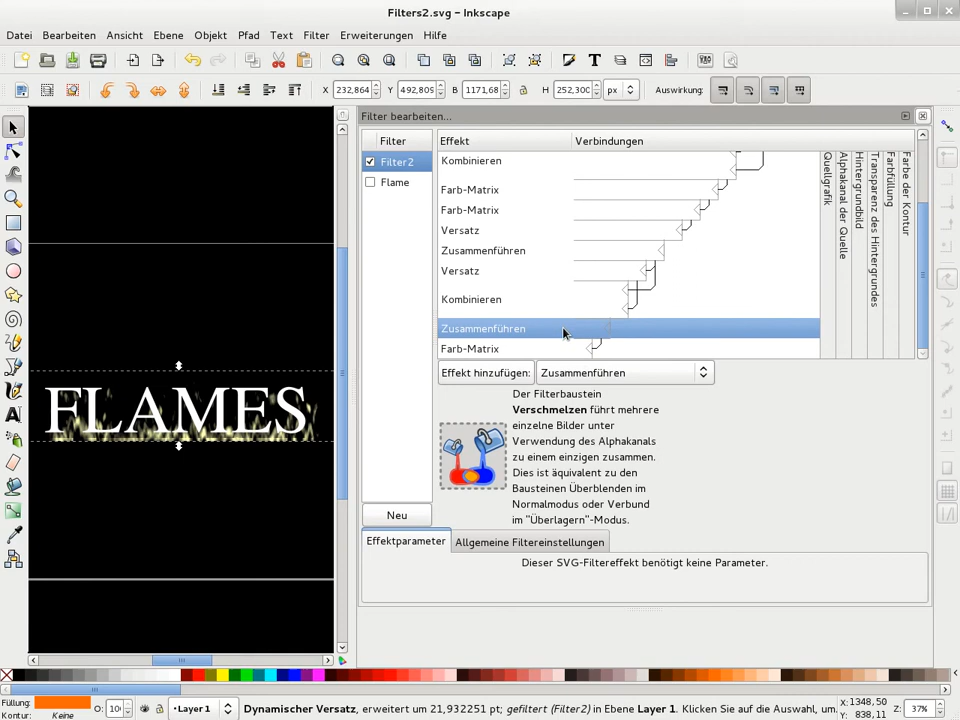 Filters2.svg – Inkscape
Datei Bearbeiten Ansicht Ebene Objekt Pfad Text Filter Erweiterungen Hilfe
X 232,864 Y 492,809 B 1171,68 H 252,300 px Auswirkung:
Filter bearbeiten...
Filter
Filter2
Flame
Effekt Verbindungen
Kombinieren
Farb-Matrix
Farb-Matrix
Versatz
Zusammenführen
Versatz
Kombinieren
Zusammenführen
Farb-Matrix
Quellgrafik
Alphakanal der Quelle
Hintergrundbild
Transparenz des Hintergrundes
Farbfüllung
Farbe der Kontur
FLAMES
Effekt hinzufügen: Zusammenführen
Der Filterbaustein
Verschmelzen führt mehrere
einzelne Bilder unter
Verwendung des Alphakanals
zu einem einzigen zusammen.
Dies ist äquivalent zu den
Bausteinen Überblenden im
Normalmodus oder Verbund
im "Überlagern"-Modus.
Neu
Effektparameter Allgemeine Filtereinstellungen
Dieser SVG-Filtereffekt benötigt keine Parameter.
Füllung:
Kontur: Keine
O: 10
•Layer 1
Dynamischer Versatz, erweitert um 21,932251 pt; gefiltert (Filter2) in Ebene Layer 1. Klicken Sie auf die Auswahl, um.
X: 1348,50
Y: 838,11
Z: 37%